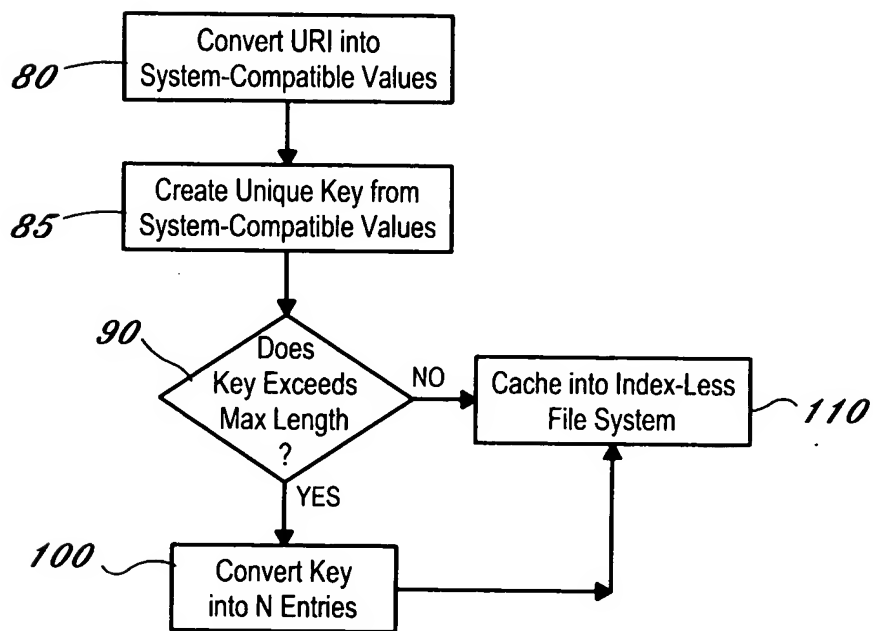 Convert URI into
System-Compatible Values
80
Create Unique Key from
System-Compatible Values
85
90
Does
Key Exceeds
Max Length
?
NO
Cache into Index-Less
File System
110
YES
100
Convert Key
into N Entries